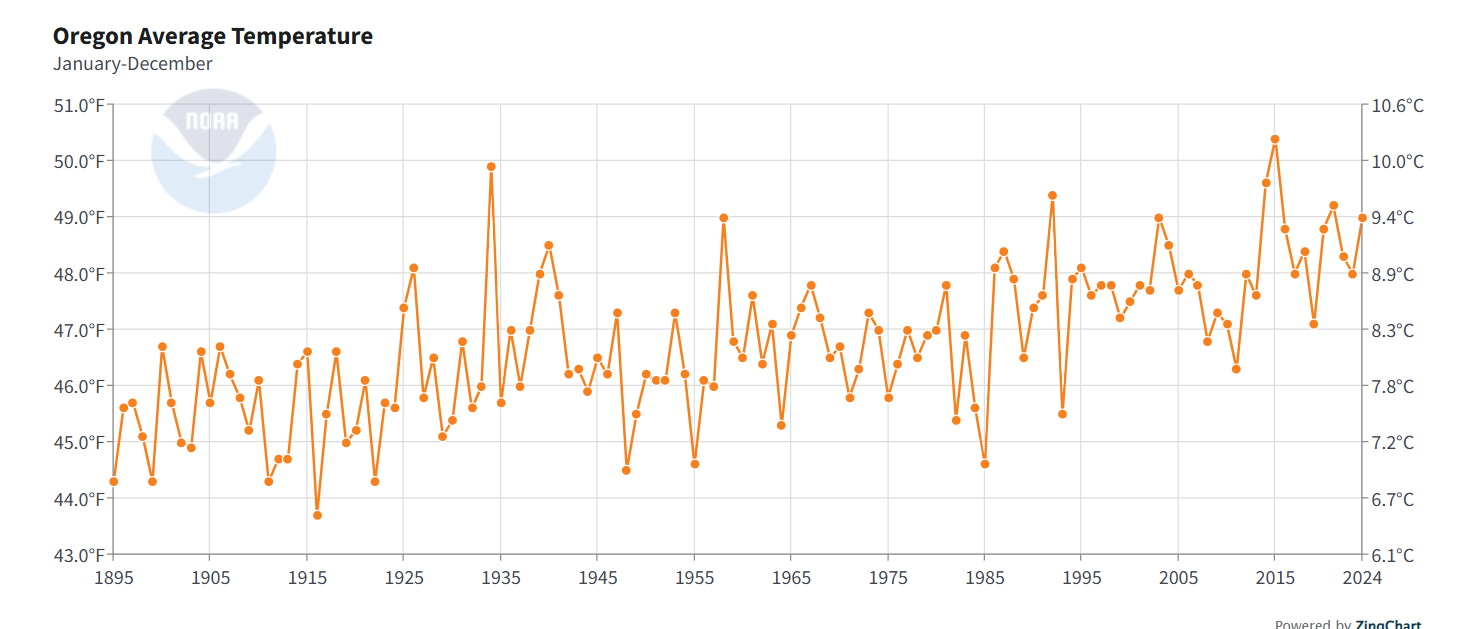 Oregon Average Temperature
January-December
NOAA
51.0°F 10.6°C
50.0°F 10.0°C
49.0°F 9.4°C
48.0°F 8.9°C
47.0°F 8.3°C
46.0°F 7.8°C
45.0°F 7.2°C
44.0°F 6.7°C
43.0°F 6.1°C
1895 1905 1915 1925 1935 1945 1955 1965 1975 1985 1995 2005 2015 2024
Powered by ZingChart